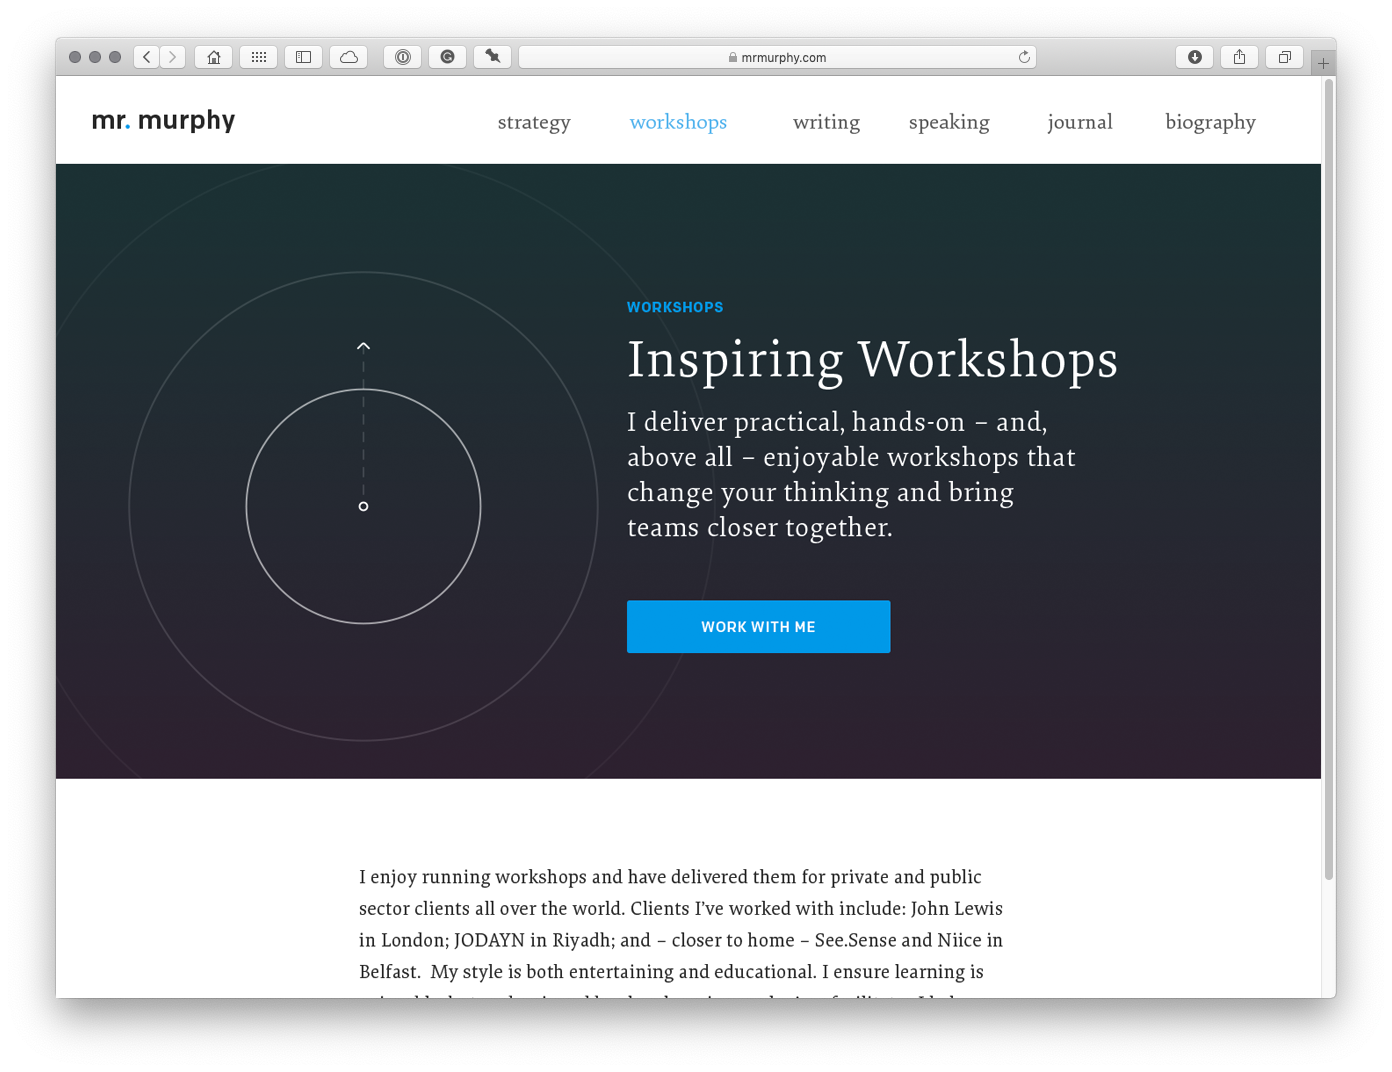 mrmurphy.com
mr. murphy
strategy workshops writing speaking journal biography
WORKSHOPS
Inspiring Workshops
I deliver practical, hands-on – and,
above all – enjoyable workshops that
change your thinking and bring
teams closer together.
WORK WITH ME
I enjoy running workshops and have delivered them for private and public
sector clients all over the world. Clients I’ve worked with include: John Lewis
in London; JODAYN in Riyadh; and – closer to home – See.Sense and Niice in
Belfast.  My style is both entertaining and educational. I ensure learning is